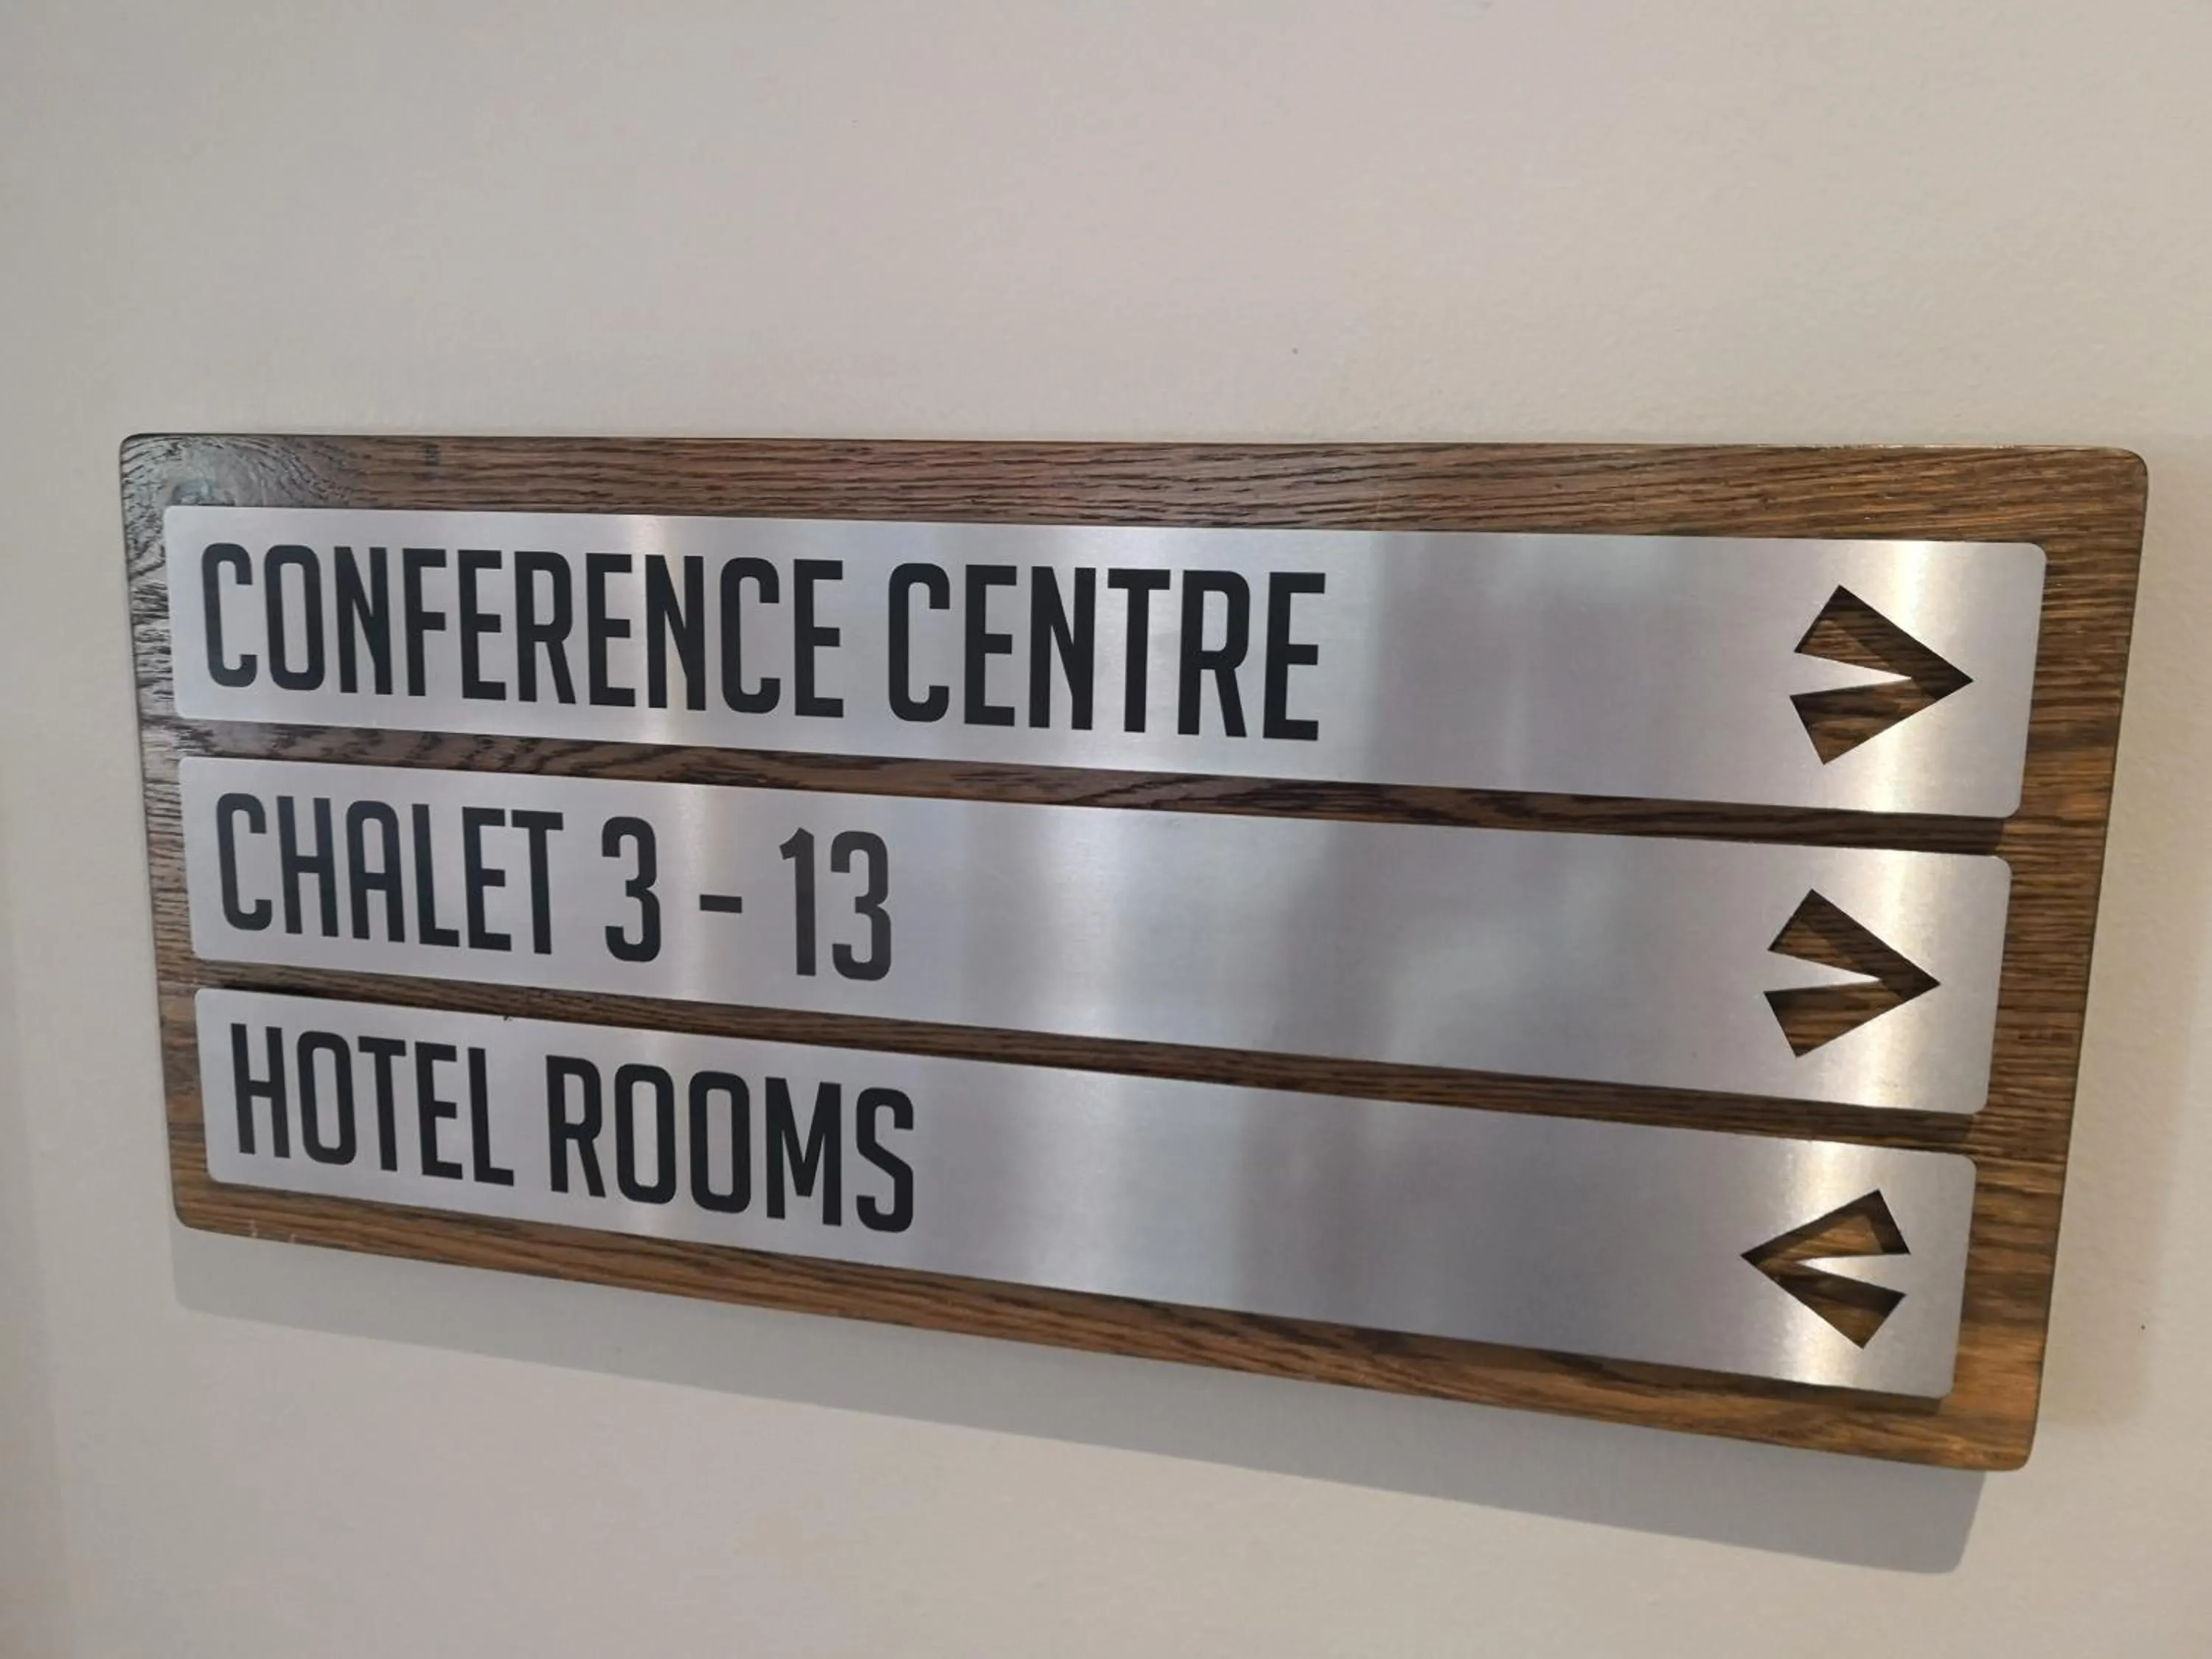 CONFERENCE CENTRE
CHALET 3 - 13
HOTEL ROOMS